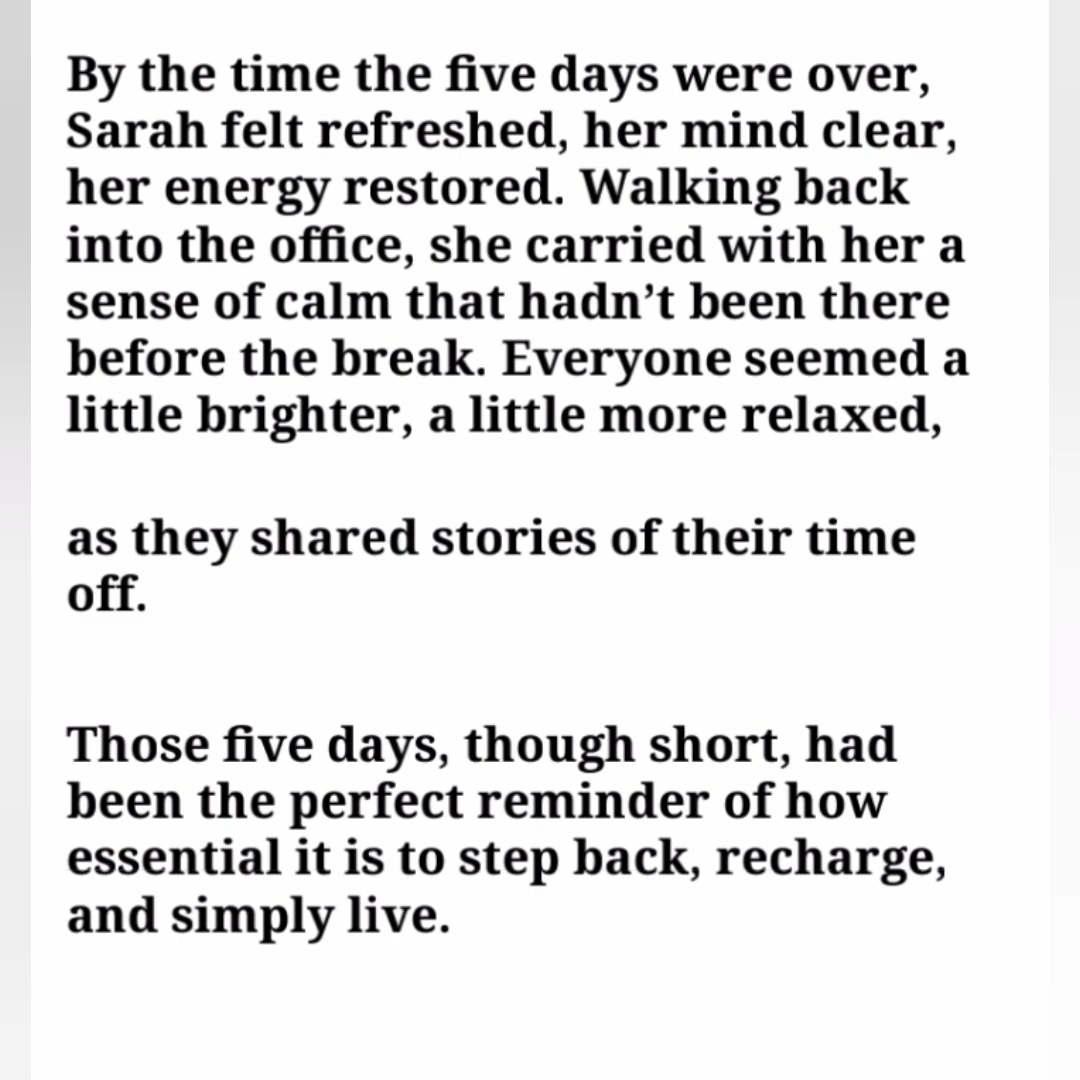 By the time the five days were over,
Sarah felt refreshed, her mind clear,
her energy restored. Walking back
into the office, she carried with her a
sense of calm that hadn’t been there
before the break. Everyone seemed a
little brighter, a little more relaxed,
as they shared stories of their time
off.
Those five days, though short, had
been the perfect reminder of how
essential it is to step back, recharge,
and simply live.